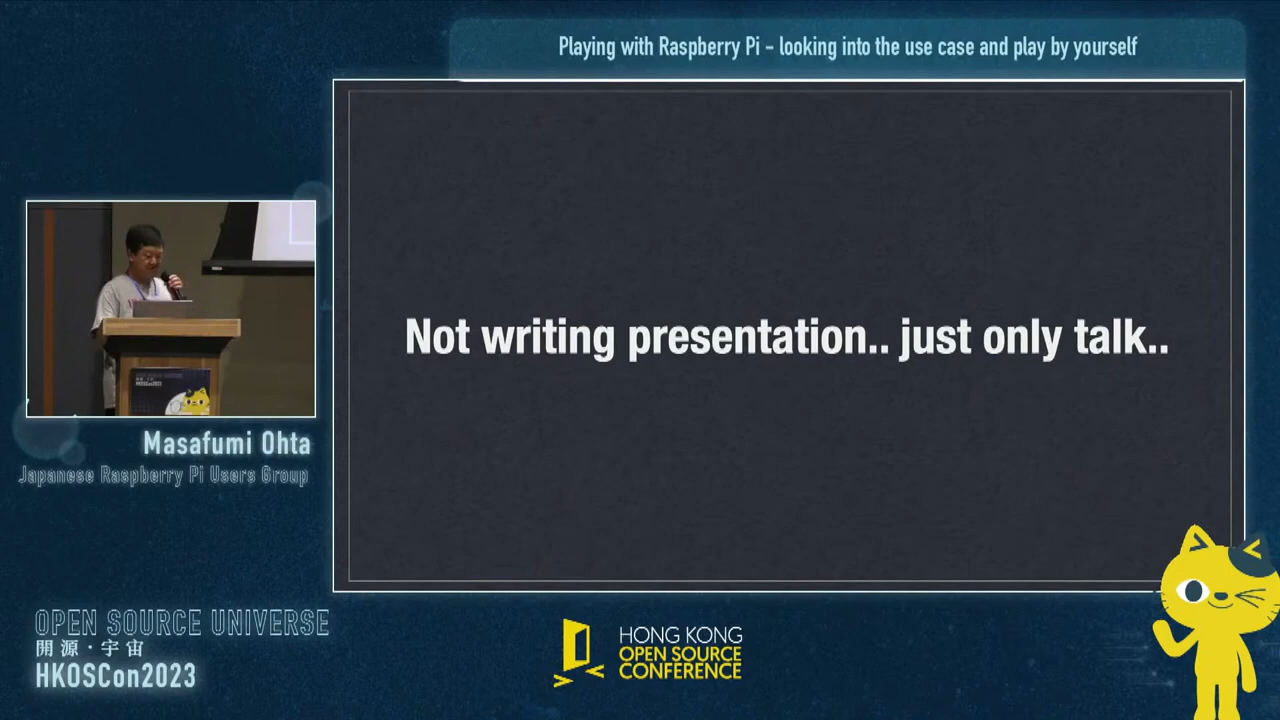 Playing with Raspberry Pi - looking into the use case and play by yourself
Not writing presentation.. just only talk..
Masafumi Ohta
Japanese Raspberry Pi Users Group
OPEN SOURCE UNIVERSE
開源·宇宙
HKOSCon2023
HONG KONG
OPEN SOURCE
CONFERENCE